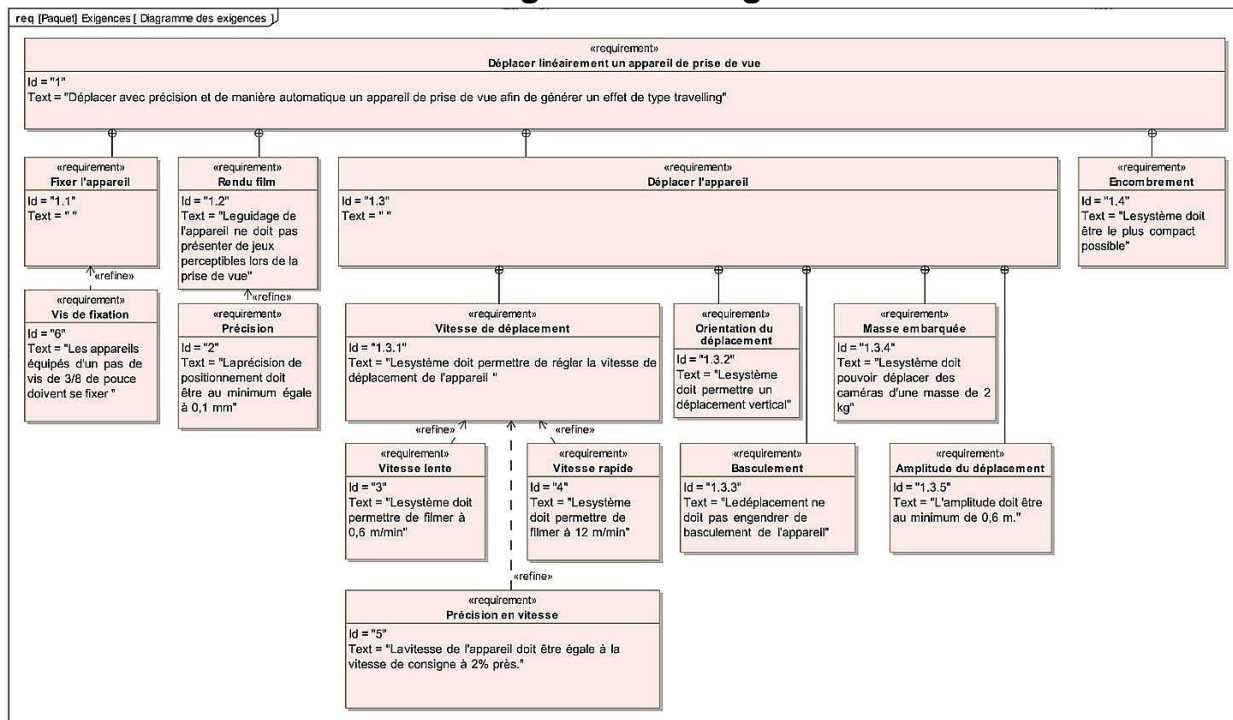 req [Paquet] Exigences [ Diagramme des exigences ]
«requirement»
Déplacer linéairement un appareil de prise de vue
Id = "1"
Text = "Déplacer avec précision et de manière automatique un appareil de prise de vue afin de générer un effet de type travelling"
«requirement»
Fixer l'appareil
Id = "1.1"
Text = " "
«requirement»
Rendu film
Id = "1.2"
Text = "Leguidage de
l'appareil ne doit pas
présenter de jeux
perceptibles lors de la
prise de vue"
«requirement»
Déplacer l'appareil
Id = "1.3"
Text = " "
«requirement»
Encombrement
Id = "1.4"
Text = "Lesystème doit
être le plus compact
possible"
«refine»
«refine»
«requirement»
Vis de fixation
Id = "6"
Text = "Les appareils
équipés d'un pas de
vis de 3/8 de pouce
doivent se fixer "
«requirement»
Précision
Id = "2"
Text = "Laprécision de
positionnement doit
être au minimum égale
à 0,1 mm"
«requirement»
Vitesse de déplacement
Id = "1.3.1"
Text = "Lesystème doit permettre de régler la vitesse de
déplacement de l'appareil "
«requirement»
Orientation du
déplacement
Id = "1.3.2"
Text = "Lesystème
doit permettre un
déplacement vertical"
«requirement»
Masse embarquée
Id = "1.3.4"
Text = "Lesystème doit
pouvoir déplacer des
caméras d'une masse de 2
kg"
«refine»
«refine»
«requirement»
Vitesse lente
Id = "3"
Text = "Lesystème doit
permettre de filmer à
0,6 m/min"
«requirement»
Vitesse rapide
Id = "4"
Text = "Lesystème
doit permettre de
filmer à 12 m/min"
«requirement»
Basculement
Id = "1.3.3"
Text = "Ledéplacement ne
doit pas engendrer de
basculement de l'appareil"
«requirement»
Amplitude du déplacement
Id = "1.3.5"
Text = "L'amplitude doit être
au minimum de 0,6 m."
«refine»
«requirement»
Précision en vitesse
Id = "5"
Text = "Lavitesse de l'appareil doit être égale à la
vitesse de consigne à 2% près."